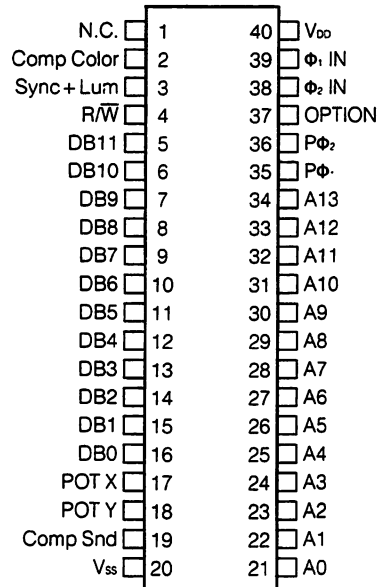 N.C. 1 40 VDD
Comp Color 2 39 Φ₁ IN
Sync + Lum 3 38 Φ₂ IN
R/W̅ 4 37 OPTION
DB11 5 36 PΦ₂
DB10 6 35 PΦ·
DB9 7 34 A13
DB8 8 33 A12
DB7 9 32 A11
DB6 10 31 A10
DB5 11 30 A9
DB4 12 29 A8
DB3 13 28 A7
DB2 14 27 A6
DB1 15 26 A5
DB0 16 25 A4
POT X 17 24 A3
POT Y 18 23 A2
Comp Snd 19 22 A1
Vss 20 21 A0